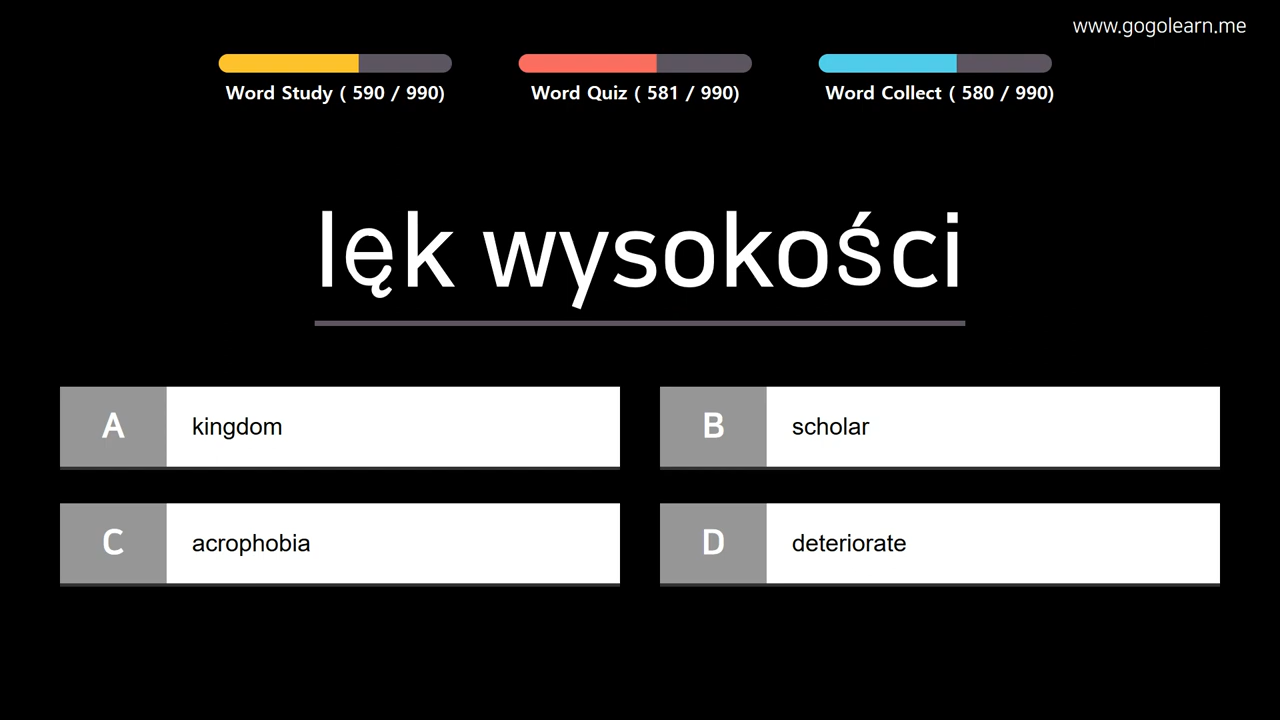 www.gogolearn.me
Word Study ( 590 / 990)
Word Quiz ( 581 / 990)
Word Collect ( 580 / 990)
lęk wysokości
A
kingdom
B
scholar
C
acrophobia
D
deteriorate